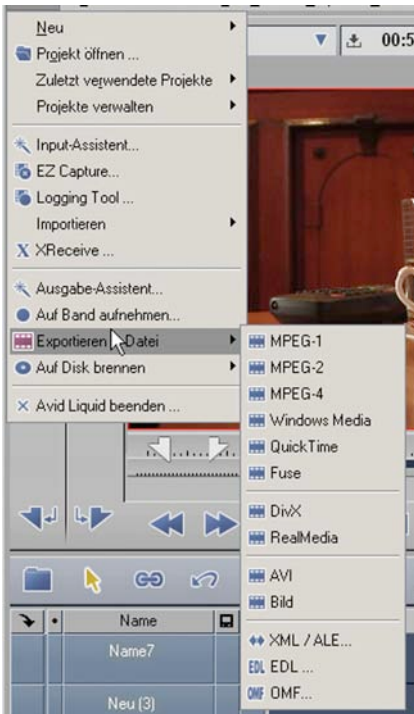 Neu
Projekt öffnen ...
00:5
Zuletzt verwendete Projekte
Projekte verwalten
Input-Assistent...
EZ Capture...
Logging Tool ...
Importieren
X XReceive ...
Ausgabe-Assistent...
Auf Band aufnehmen...
Exportieren Datei
Auf Disk brennen
Avid Liquid beenden ...
MPEG-1
MPEG-2
MPEG-4
Windows Media
QuickTime
Fuse
DivX
RealMedia
AVI
Bild
XML / ALE...
EDL EDL ...
OMF OMF...
Name
Name7
Neu (3)